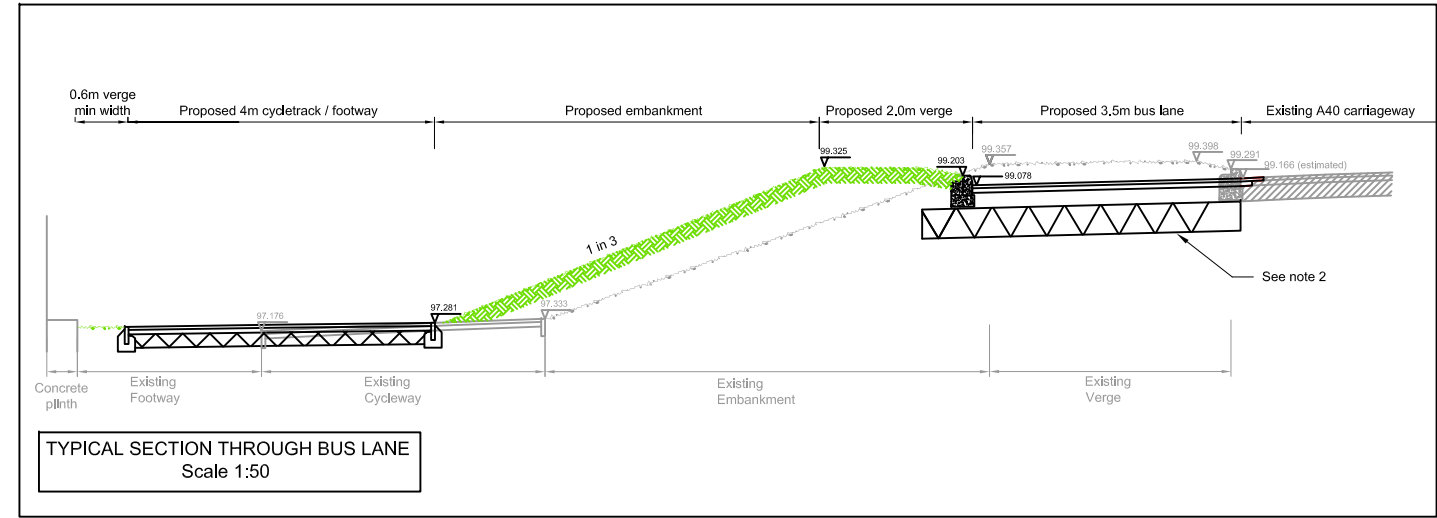 0.6m verge
min width
Proposed 4m cycletrack / footway
Proposed embankment
Proposed 2.0m verge
Proposed 3.5m bus lane
Existing A40 carriageway
99.325
99.203
99.357
99.398
99.291
99.166 (estimated)
99.078
1 in 3
See note 2
97.176
97.281
97.333
Concrete
plinth
Existing
Footway
Existing
Cycleway
Existing
Embankment
Existing
Verge
TYPICAL SECTION THROUGH BUS LANE
Scale 1:50